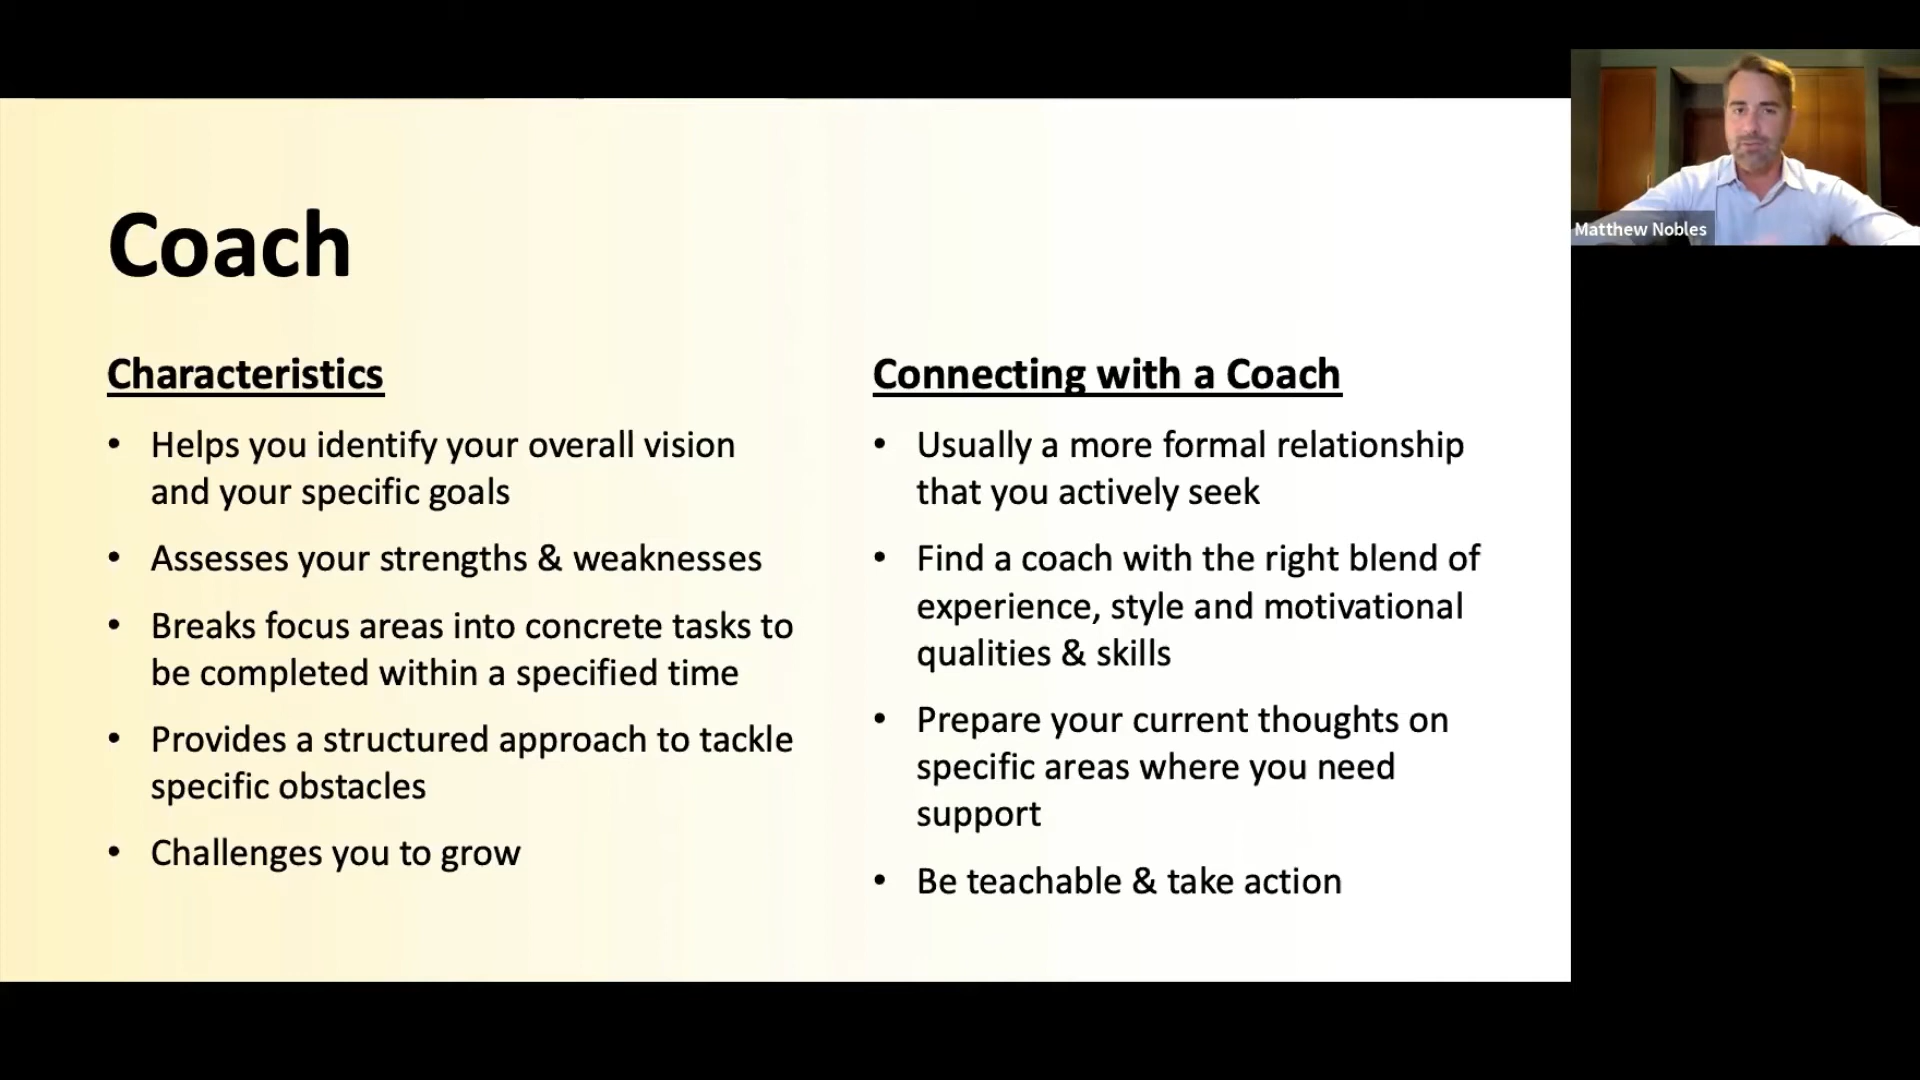 Coach
Characteristics
• Helps you identify your overall vision
and your specific goals
• Assesses your strengths & weaknesses
• Breaks focus areas into concrete tasks to
be completed within a specified time
• Provides a structured approach to tackle
specific obstacles
• Challenges you to grow
Connecting with a Coach
• Usually a more formal relationship
that you actively seek
• Find a coach with the right blend of
experience, style and motivational
qualities & skills
• Prepare your current thoughts on
specific areas where you need
support
• Be teachable & take action
Matthew Nobles